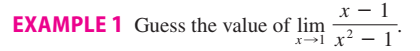 EXAMPLE 1 Guess the value of lim x→1 (x − 1)/(x² − 1).